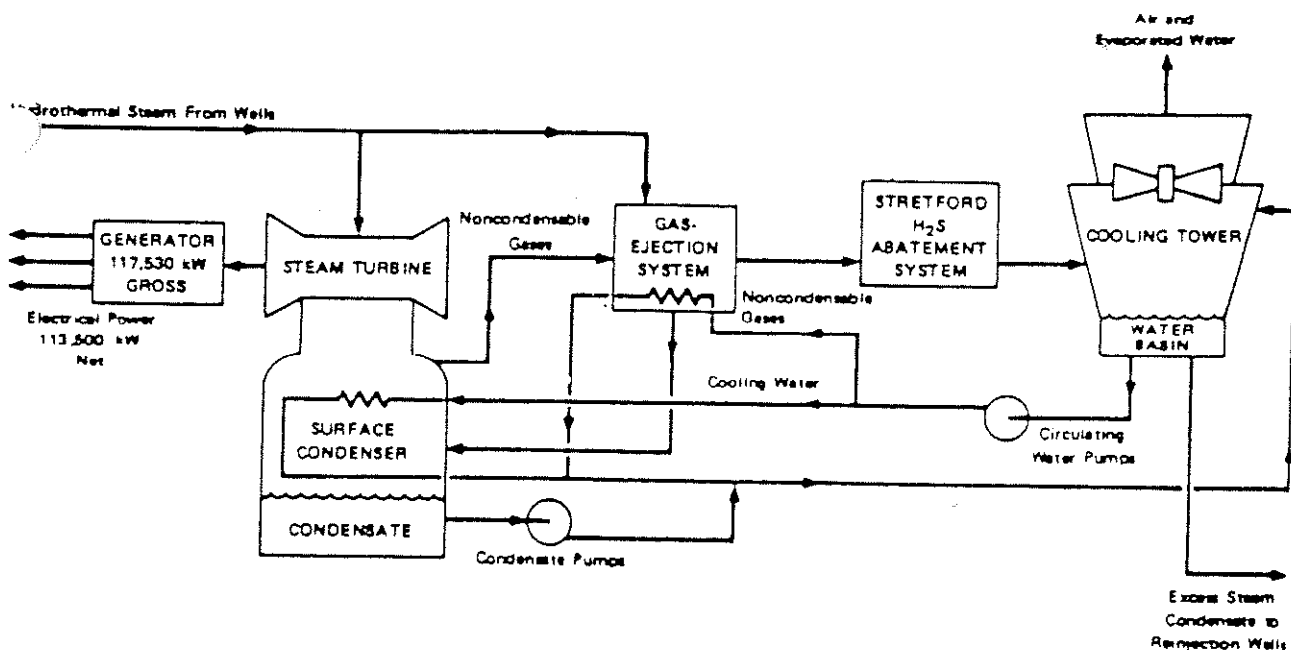 Air and
Evaporated Water
Hydrothermal Steam From Wells
GENERATOR
117,530 kW
GROSS
Electrical Power
113,500 kW
Net
STEAM TURBINE
Noncondensable
Gases
GAS-
EJECTION
SYSTEM
STRETFORD
H₂S
ABATEMENT
SYSTEM
COOLING TOWER
Noncondensable
Gases
WATER
BASIN
Cooling Water
SURFACE
CONDENSER
Circulating
Water Pumps
CONDENSATE
Condensate Pumps
Excess Steam
Condensate to
Reinjection Wells